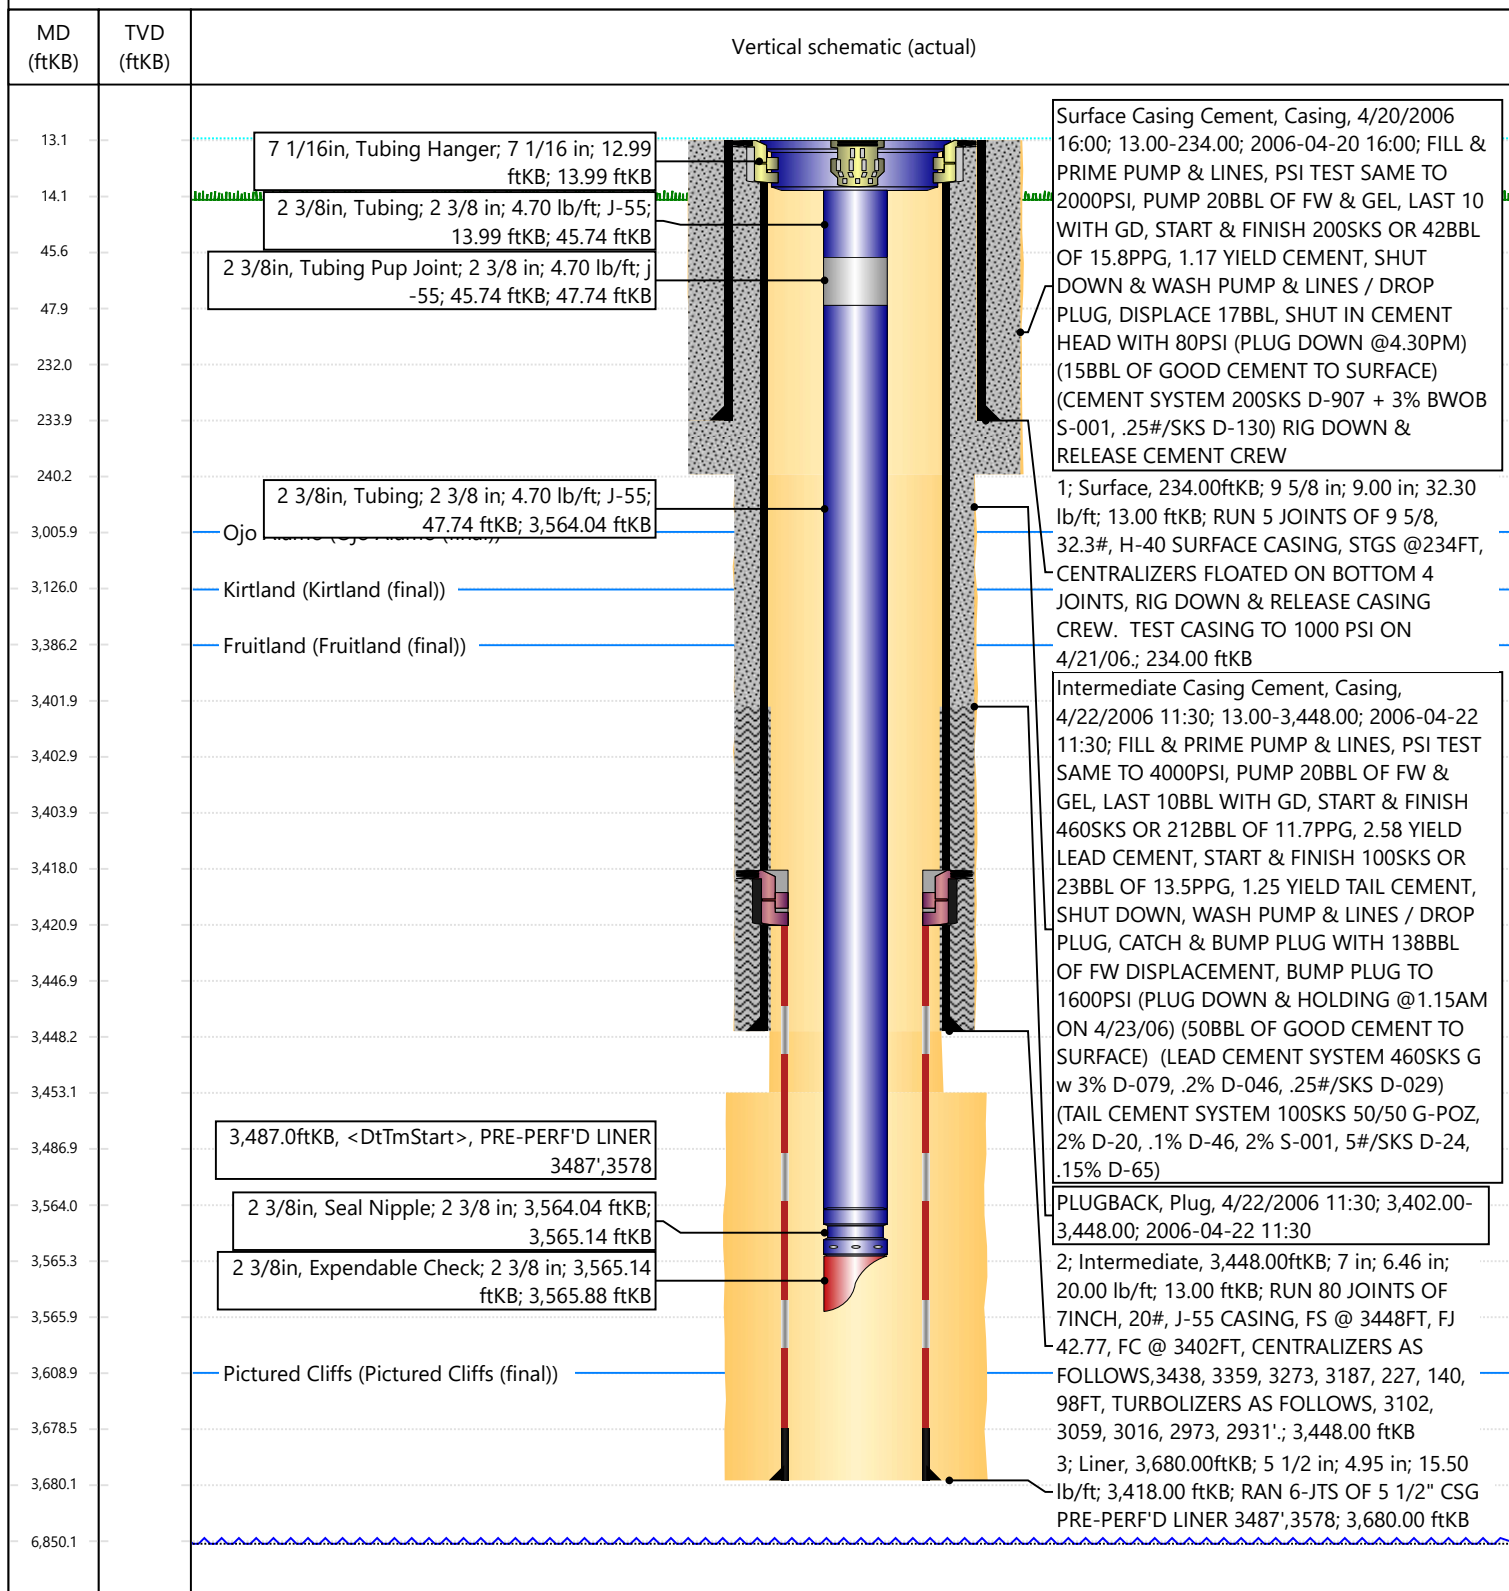 MD
(ftKB)
TVD
(ftKB)
Vertical schematic (actual)
13.1
14.1
45.6
47.9
232.0
233.9
240.2
3,005.9
3,126.0
3,386.2
3,401.9
3,402.9
3,403.9
3,418.0
3,420.9
3,446.9
3,448.2
3,453.1
3,486.9
3,564.0
3,565.3
3,565.9
3,608.9
3,678.5
3,680.1
6,850.1
7 1/16in, Tubing Hanger; 7 1/16 in; 12.99
ftKB; 13.99 ftKB
2 3/8in, Tubing; 2 3/8 in; 4.70 lb/ft; J-55;
13.99 ftKB; 45.74 ftKB
2 3/8in, Tubing Pup Joint; 2 3/8 in; 4.70 lb/ft; j
-55; 45.74 ftKB; 47.74 ftKB
2 3/8in, Tubing; 2 3/8 in; 4.70 lb/ft; J-55;
47.74 ftKB; 3,564.04 ftKB
Ojo
Kirtland (Kirtland (final))
Fruitland (Fruitland (final))
3,487.0ftKB, <DtTmStart>, PRE-PERF'D LINER
3487',3578
2 3/8in, Seal Nipple; 2 3/8 in; 3,564.04 ftKB;
3,565.14 ftKB
2 3/8in, Expendable Check; 2 3/8 in; 3,565.14
ftKB; 3,565.88 ftKB
Pictured Cliffs (Pictured Cliffs (final))
Surface Casing Cement, Casing, 4/20/2006
16:00; 13.00-234.00; 2006-04-20 16:00; FILL &
PRIME PUMP & LINES, PSI TEST SAME TO
2000PSI, PUMP 20BBL OF FW & GEL, LAST 10
WITH GD, START & FINISH 200SKS OR 42BBL
OF 15.8PPG, 1.17 YIELD CEMENT, SHUT
DOWN & WASH PUMP & LINES / DROP
PLUG, DISPLACE 17BBL, SHUT IN CEMENT
HEAD WITH 80PSI (PLUG DOWN @4.30PM)
(15BBL OF GOOD CEMENT TO SURFACE)
(CEMENT SYSTEM 200SKS D-907 + 3% BWOB
S-001, .25#/SKS D-130) RIG DOWN &
RELEASE CEMENT CREW
1; Surface, 234.00ftKB; 9 5/8 in; 9.00 in; 32.30
lb/ft; 13.00 ftKB; RUN 5 JOINTS OF 9 5/8,
32.3#, H-40 SURFACE CASING, STGS @234FT,
CENTRALIZERS FLOATED ON BOTTOM 4
JOINTS, RIG DOWN & RELEASE CASING
CREW.  TEST CASING TO 1000 PSI ON
4/21/06.; 234.00 ftKB
Intermediate Casing Cement, Casing,
4/22/2006 11:30; 13.00-3,448.00; 2006-04-22
11:30; FILL & PRIME PUMP & LINES, PSI TEST
SAME TO 4000PSI, PUMP 20BBL OF FW &
GEL, LAST 10BBL WITH GD, START & FINISH
460SKS OR 212BBL OF 11.7PPG, 2.58 YIELD
LEAD CEMENT, START & FINISH 100SKS OR
23BBL OF 13.5PPG, 1.25 YIELD TAIL CEMENT,
SHUT DOWN, WASH PUMP & LINES / DROP
PLUG, CATCH & BUMP PLUG WITH 138BBL
OF FW DISPLACEMENT, BUMP PLUG TO
1600PSI (PLUG DOWN & HOLDING @1.15AM
ON 4/23/06) (50BBL OF GOOD CEMENT TO
SURFACE)  (LEAD CEMENT SYSTEM 460SKS G
w 3% D-079, .2% D-046, .25#/SKS D-029)
(TAIL CEMENT SYSTEM 100SKS 50/50 G-POZ,
2% D-20, .1% D-46, 2% S-001, 5#/SKS D-24,
.15% D-65)
PLUGBACK, Plug, 4/22/2006 11:30; 3,402.00-
3,448.00; 2006-04-22 11:30
2; Intermediate, 3,448.00ftKB; 7 in; 6.46 in;
20.00 lb/ft; 13.00 ftKB; RUN 80 JOINTS OF
7INCH, 20#, J-55 CASING, FS @ 3448FT, FJ
42.77, FC @ 3402FT, CENTRALIZERS AS
FOLLOWS,3438, 3359, 3273, 3187, 227, 140,
98FT, TURBOLIZERS AS FOLLOWS, 3102,
3059, 3016, 2973, 2931'.; 3,448.00 ftKB
3; Liner, 3,680.00ftKB; 5 1/2 in; 4.95 in; 15.50
lb/ft; 3,418.00 ftKB; RAN 6-JTS OF 5 1/2" CSG
PRE-PERF'D LINER 3487',3578; 3,680.00 ftKB